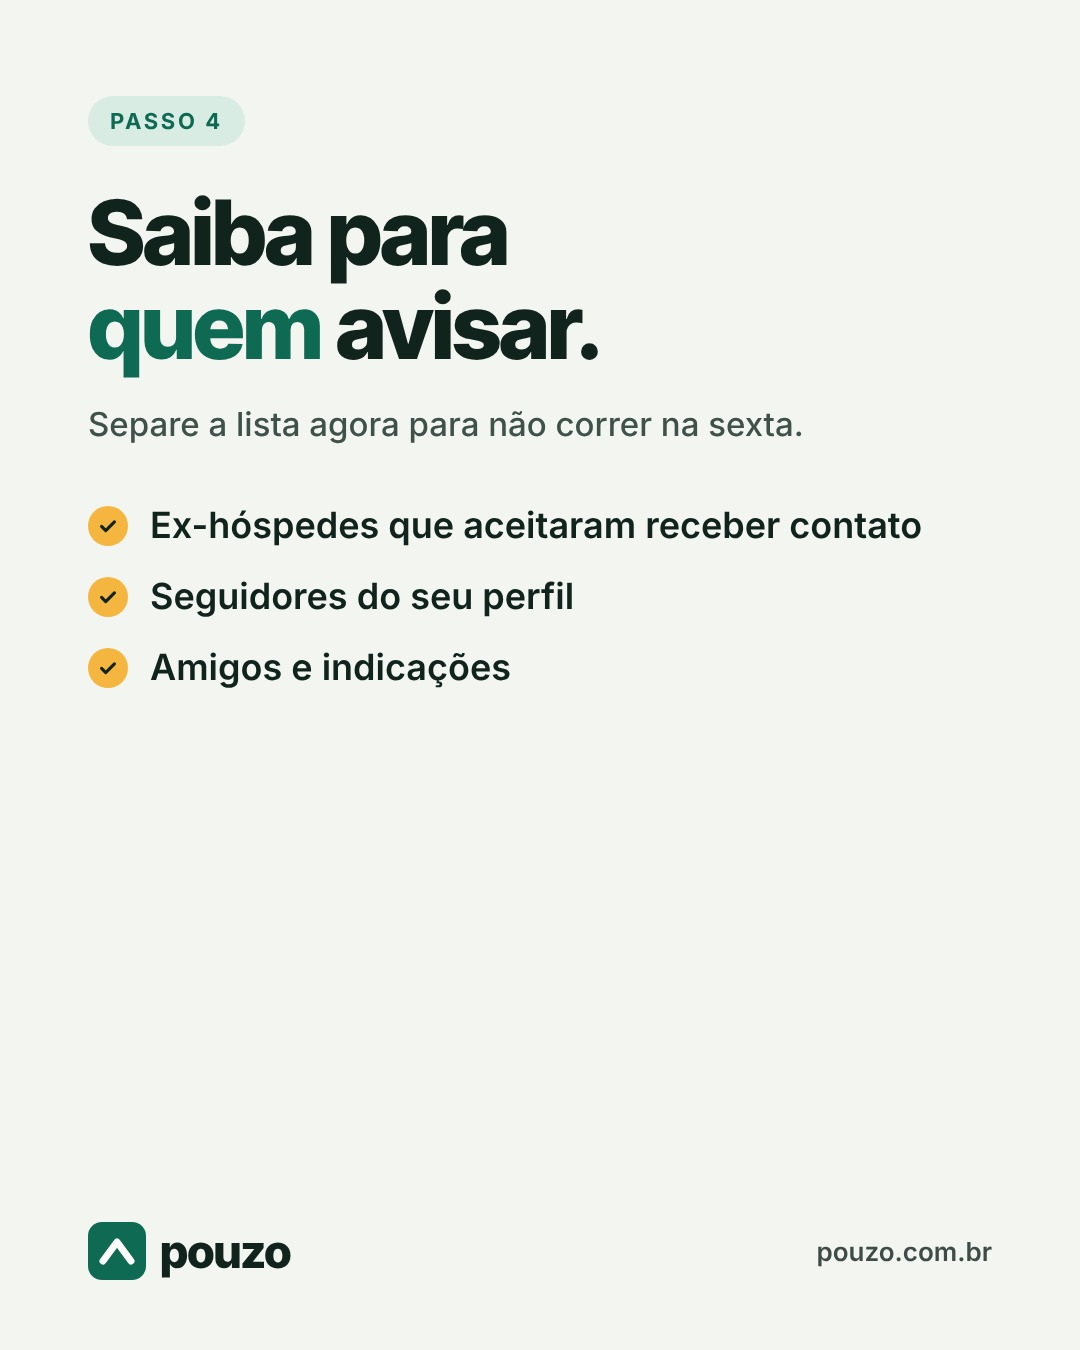 PASSO 4
Saiba para
quem avisar.
Separe a lista agora para não correr na sexta.
Ex-hóspedes que aceitaram receber contato
Seguidores do seu perfil
Amigos e indicações
pouzo
pouzo.com.br